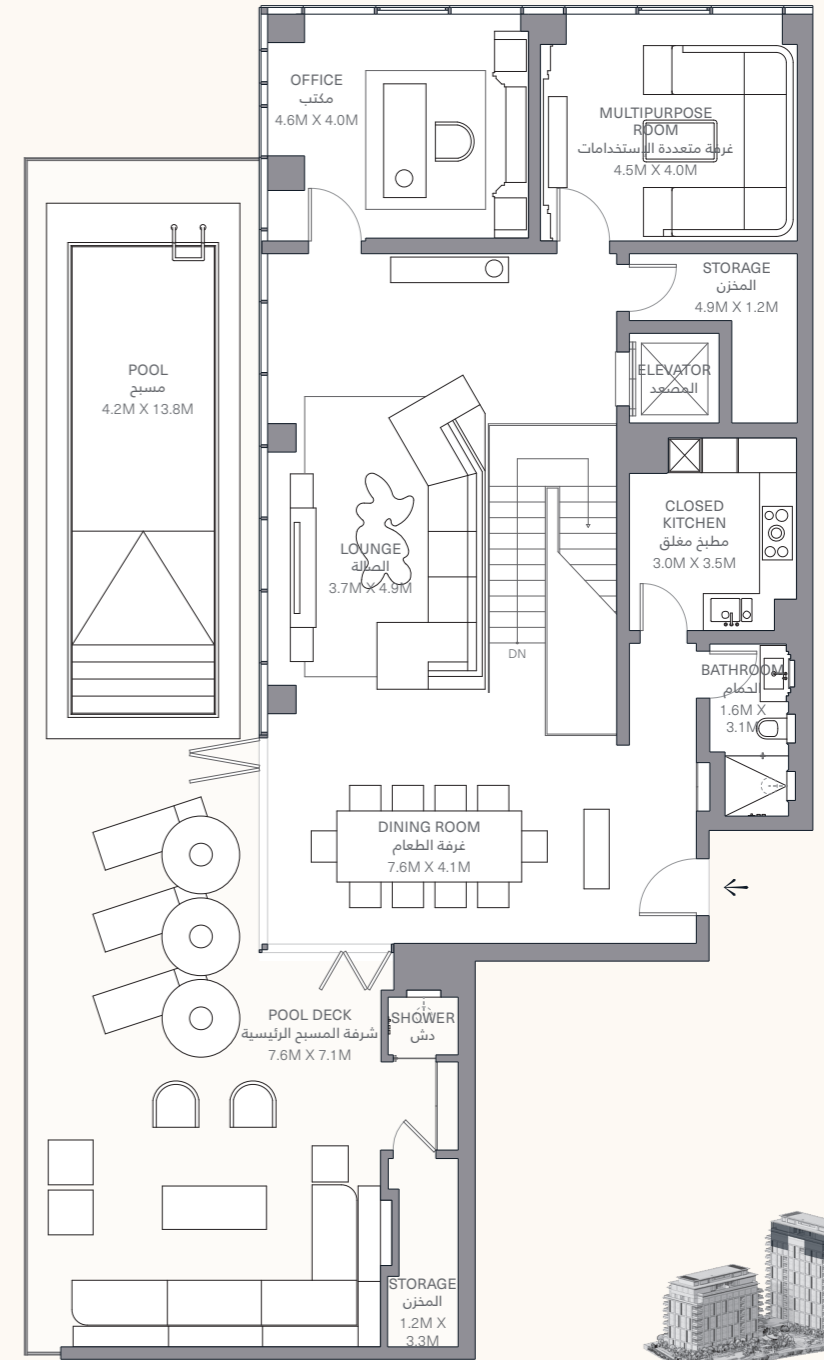 OFFICE
مكتب
4.6M X 4.0M
MULTIPURPOSE
ROOM
غرفة متعددة الاستخدامات
4.5M X 4.0M
STORAGE
المخزن
4.9M X 1.2M
ELEVATOR
المصعد
POOL
مسبح
4.2M X 13.8M
CLOSED
KITCHEN
مطبخ مغلق
3.0M X 3.5M
LOUNGE
الصالة
3.7M X 4.9M
DN
BATHROOM
الحمام
1.6M X
3.1M
DINING ROOM
غرفة الطعام
7.6M X 4.1M
POOL DECK
شرفة المسبح الرئيسية
7.6M X 7.1M
SHOWER
دش
STORAGE
المخزن
1.2M X
3.3M